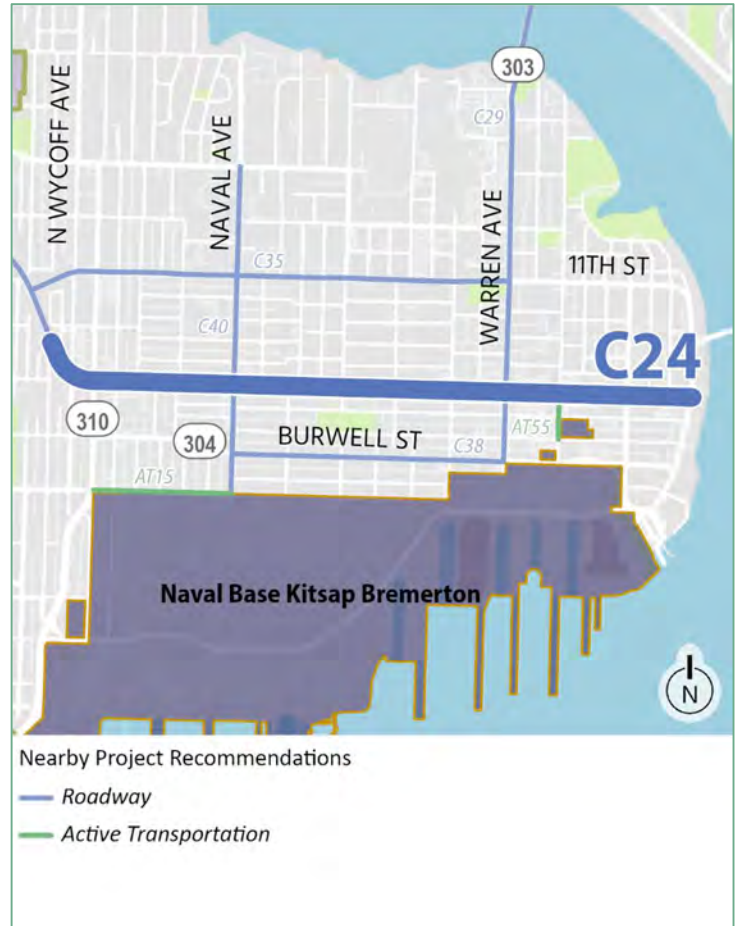 303
C29
N WYCOFF AVE
NAVAL AVE
WARREN AVE
C35
11TH ST
C40
C24
310
304
BURWELL ST
C38
AT55
AT15
Naval Base Kitsap Bremerton
N
Nearby Project Recommendations
Roadway
Active Transportation